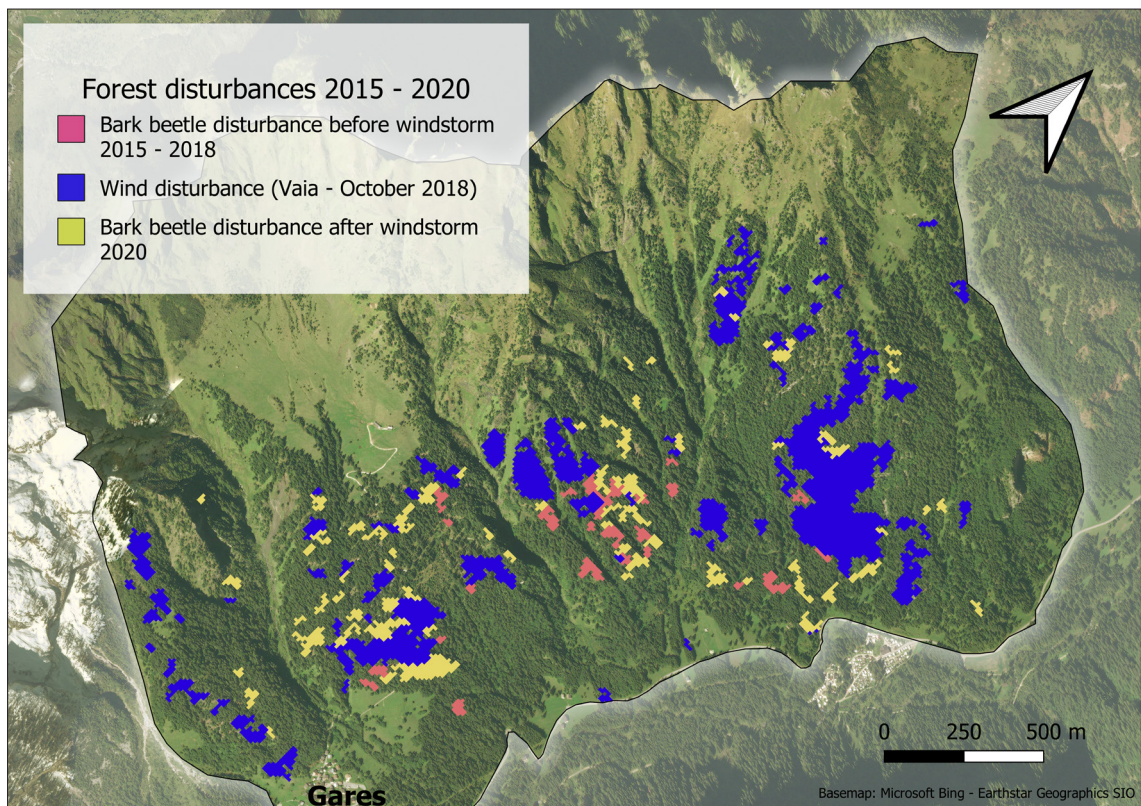 Forest disturbances 2015 - 2020
Bark beetle disturbance before windstorm
2015 - 2018
Wind disturbance (Vaia - October 2018)
Bark beetle disturbance after windstorm
2020
0 250 500 m
Gares
Basemap: Microsoft Bing - Earthstar Geographics SIO